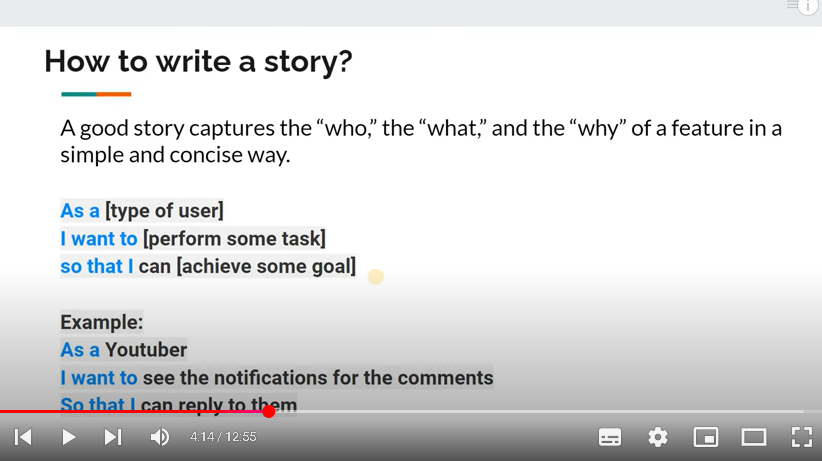 How to write a story?
A good story captures the “who,” the “what,” and the “why” of a feature in a
simple and concise way.
As a [type of user]
I want to [perform some task]
so that I can [achieve some goal]
Example:
As a Youtuber
I want to see the notifications for the comments
So that I can reply to them
4:14 / 12:55